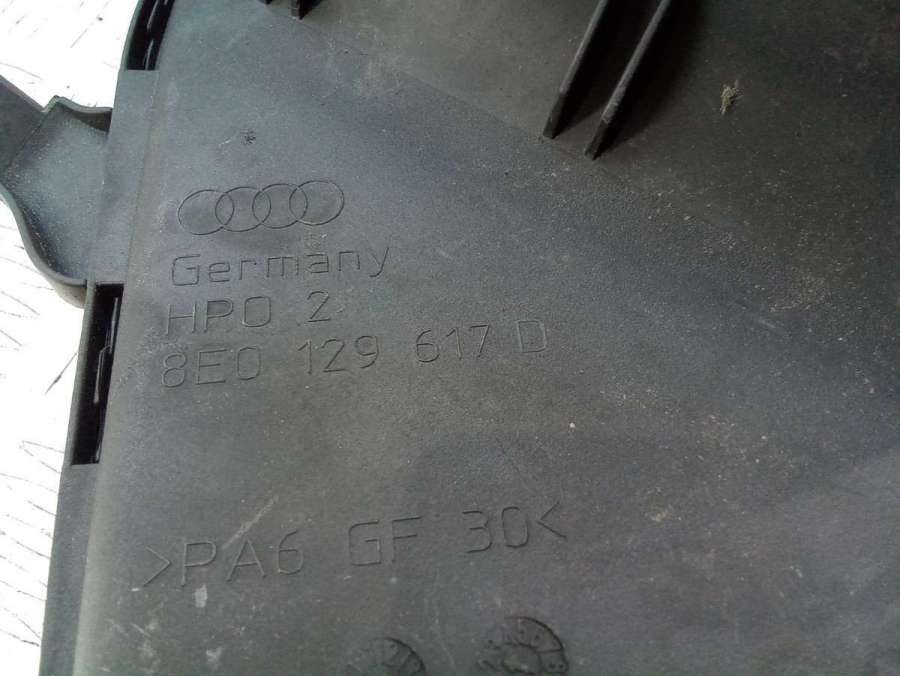 Germany
HPO 2
8E0 129 617 D
>PA6 GF 30<